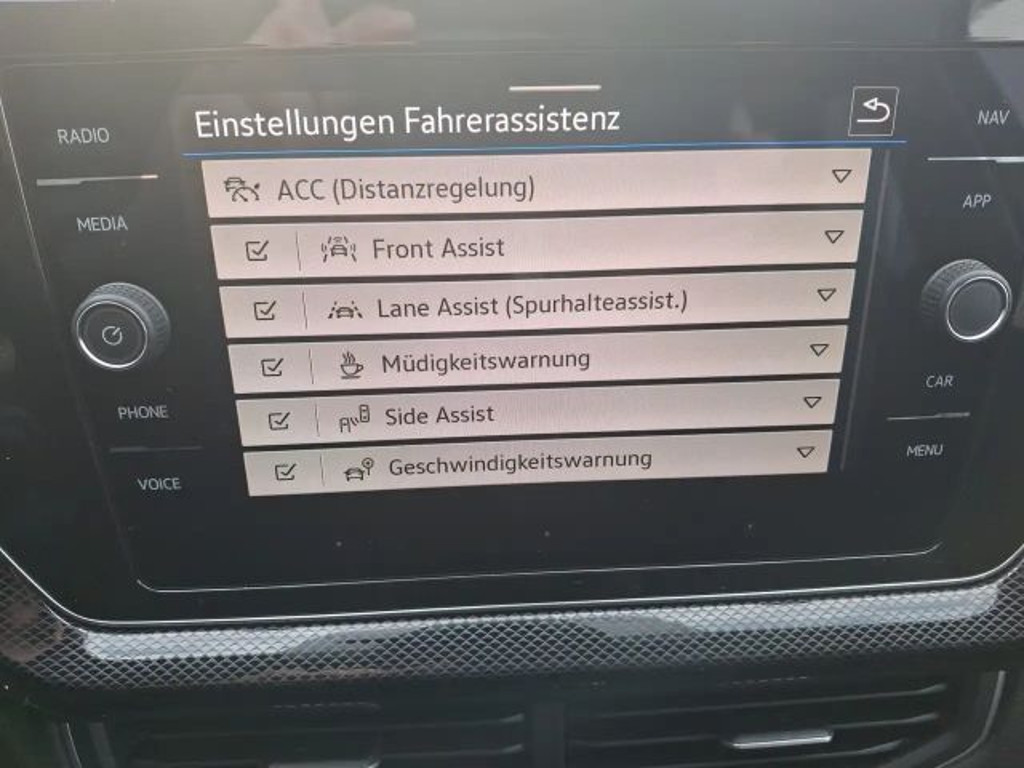 Einstellungen Fahrerassistenz
RADIO
MEDIA
PHONE
VOICE
ACC (Distanzregelung)
Front Assist
Lane Assist (Spurhalteassist.)
Müdigkeitswarnung
Side Assist
Geschwindigkeitswarnung
NAV
APP
CAR
MENU